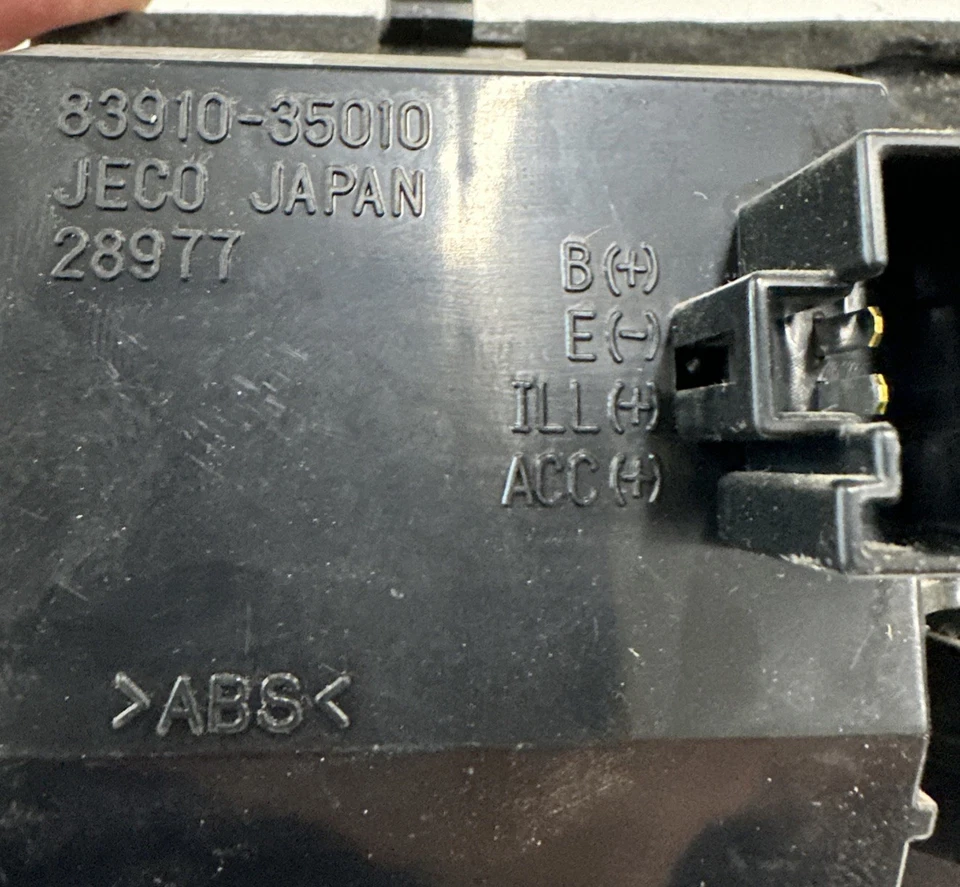 83910-35010
JECO JAPAN
28977
B(+)
E(-)
ILL(+)
ACC(+)
>ABS<